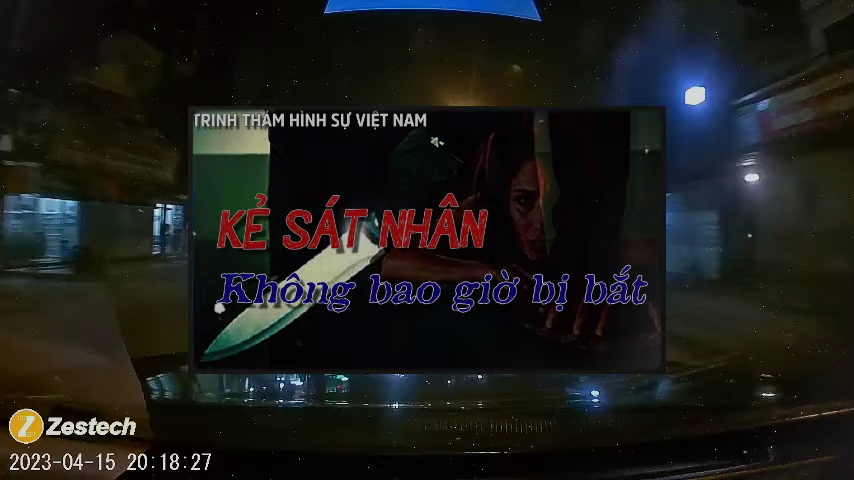 TRINH THÁM HÌNH SỰ VIỆT NAM
KẺ SÁT NHÂN
Không bao giờ bị bắt
Zestech
2023-04-15 20:18:27